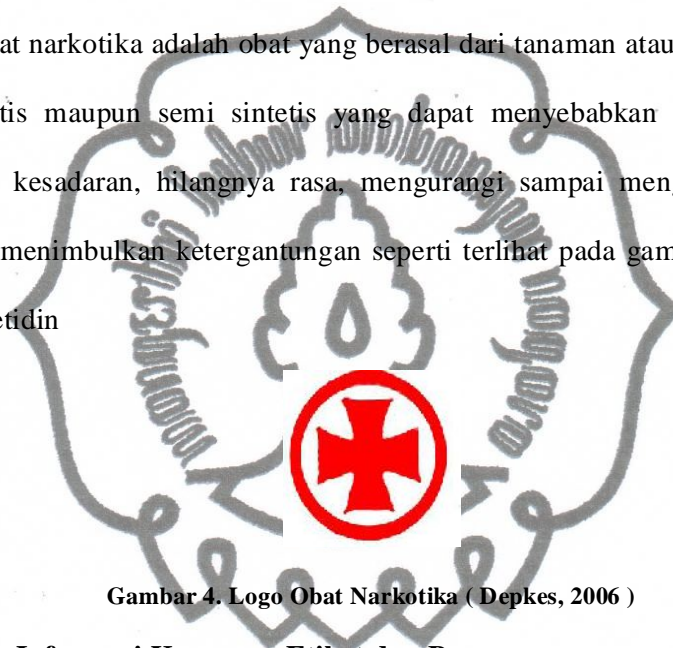 at narkotika adalah obat yang berasal dari tanaman atau
tis maupun semi sintetis yang dapat menyebabkan
kesadaran, hilangnya rasa, mengurangi sampai meng
menimbulkan ketergantungan seperti terlihat pada gam
etidin
Gambar 4. Logo Obat Narkotika ( Depkes, 2006 )